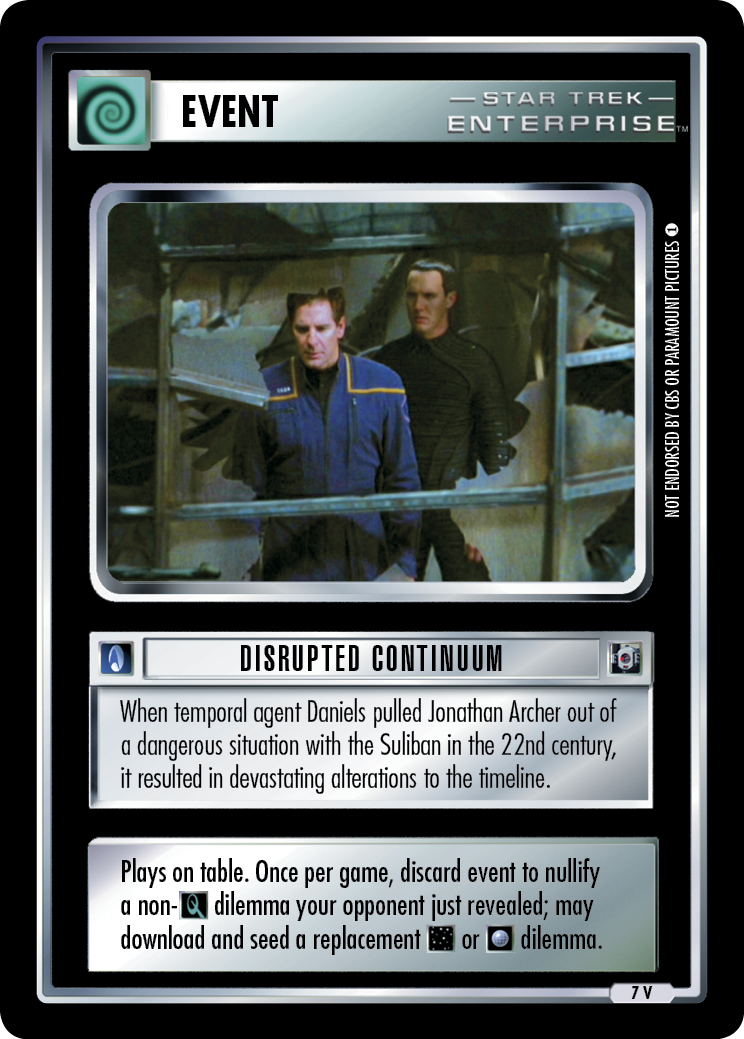 EVENT
STAR TREK
ENTERPRISE™
NOT ENDORSED BY CBS OR PARAMOUNT PICTURES 1
DISRUPTED CONTINUUM
When temporal agent Daniels pulled Jonathan Archer out of
a dangerous situation with the Suliban in the 22nd century,
it resulted in devastating alterations to the timeline.
Plays on table. Once per game, discard event to nullify
a non-Q dilemma your opponent just revealed; may
download and seed a replacement or dilemma.
7 V